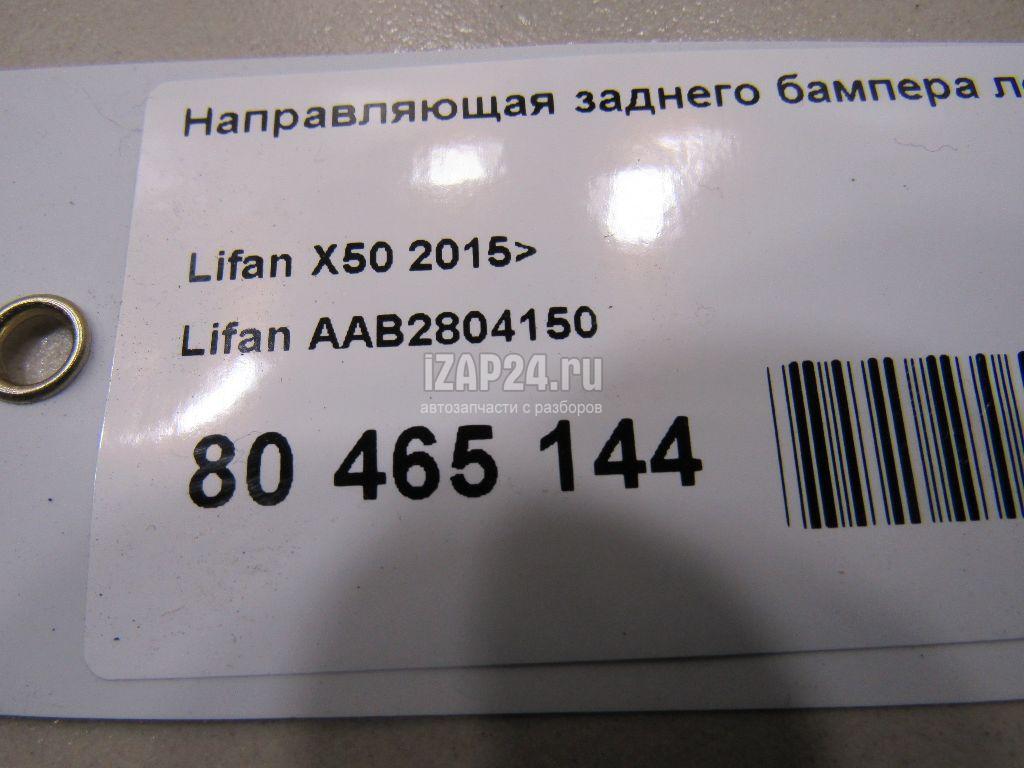 Направляющая заднего бампера
Lifan X50 2015>
Lifan AAB2804150
iZAP24.ru
автозапчасти с разборов
80 465 144